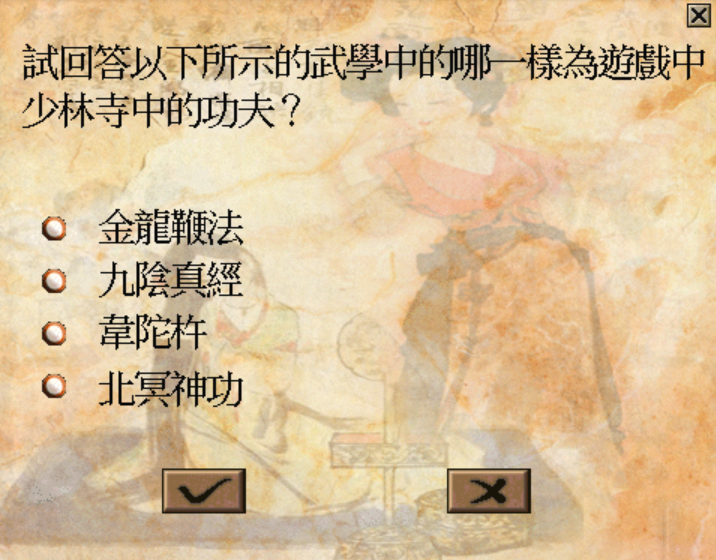 試回答以下所示的武學中的哪一樣為遊戲中
少林寺中的功夫？
金龍鞭法
九陰真經
韋陀杵
北冥神功